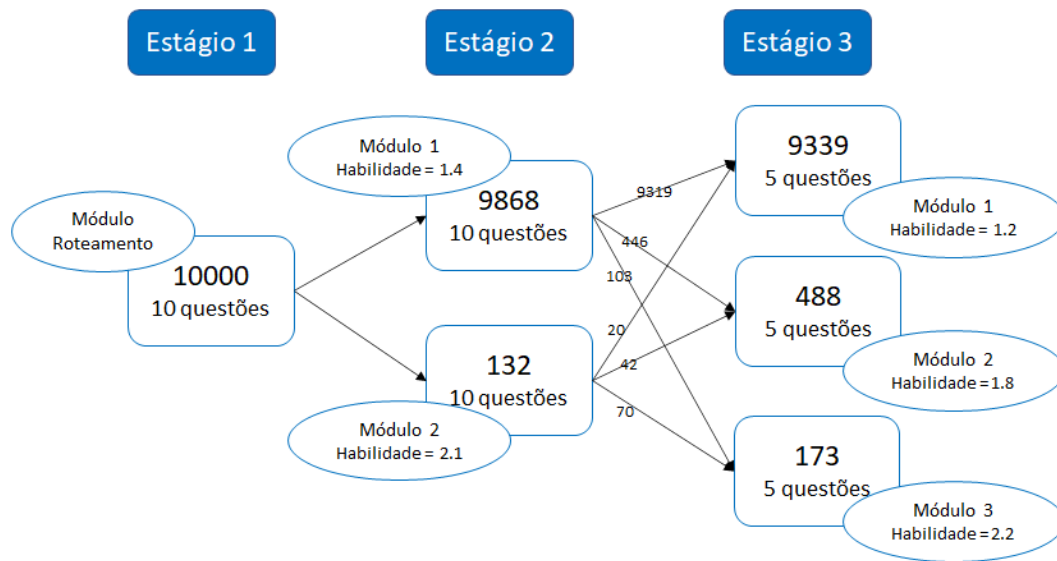 Estágio 1
Estágio 2
Estágio 3
Módulo
Roteamento
10000
10 questões
Módulo 1
Habilidade = 1.4
9868
10 questões
132
10 questões
Módulo 2
Habilidade = 2.1
9319
446
103
20
42
70
9339
5 questões
Módulo 1
Habilidade = 1.2
488
5 questões
Módulo 2
Habilidade =1.8
173
5 questões
Módulo 3
Habilidade =2.2